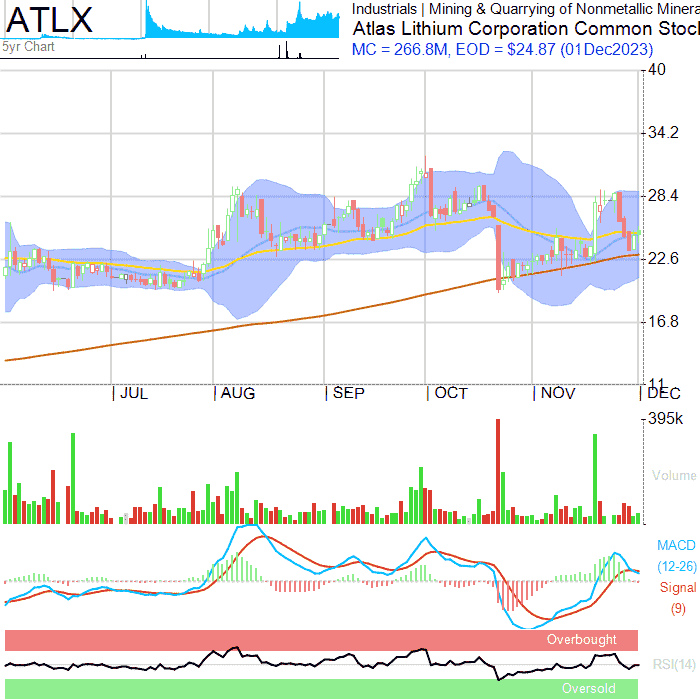 ATLX
5yr Chart
Industrials | Mining & Quarrying of Nonmetallic Minera
Atlas Lithium Corporation Common Stoc
MC = 266.8M, EOD = $24.87 (01Dec2023)
40
34.2
28.4
22.6
16.8
11
JUL AUG SEP OCT NOV DEC
395k
Volume
MACD
(12-26)
Signal
(9)
Overbought
RSI(14)
Oversold